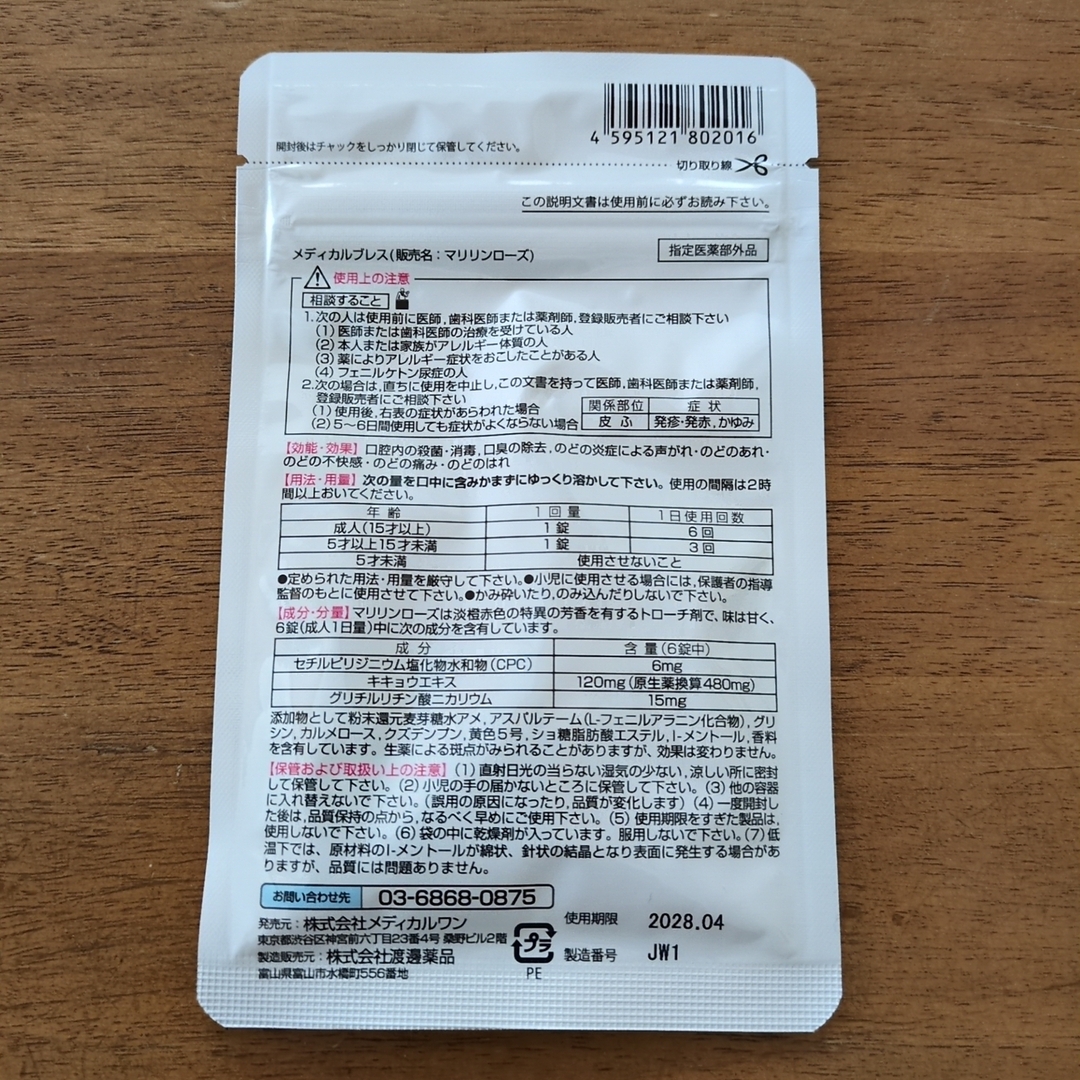 4 595121 802016
開封後はチャックをしっかり閉じて保管してください。
切り取り線
この説明文書は使用前に必ずお読み下さい。
メディカルブレス(販売名:マリリンローズ)
指定医薬部外品
使用上の注意
相談すること
1.次の人は使用前に医師,歯科医師または薬剤師,登録販売者にご相談下さい
(1) 医師または歯科医師の治療を受けている人
(2) 本人または家族がアレルギー体質の人
(3) 薬によりアレルギー症状をおこしたことがある人
(4) フェニルケトン尿症の人
2.次の場合は,直ちに使用を中止し,この文書を持って医師,歯科医師または薬剤師,
登録販売者にご相談下さい
(1) 使用後,右表の症状があらわれた場合
(2) 5〜6日間使用しても症状がよくならない場合
関係部位 症状
皮ふ 発疹·発赤,かゆみ
【効能·効果】口腔内の殺菌·消毒,口臭の除去,のどの炎症による声がれ·のどのあれ·
のどの不快感·のどの痛み·のどのはれ
【用法·用量】次の量を口中に含みかまずにゆっくり溶かして下さい。使用の間隔は2時
間以上おいてください。
年齢 1回量 1日使用回数
成人(15才以上) 1錠 6回
5才以上15才未満 1錠 3回
5才未満 使用させないこと
●定められた用法·用量を厳守して下さい。●小児に使用させる場合には,保護者の指導
監督のもとに使用させて下さい。●かみ砕いたり,のみ込んだりしないで下さい。
【成分·分量】マリリンローズは淡橙赤色の特異の芳香を有するトローチ剤で、味は甘く、
6錠(成人1日量)中に次の成分を含有しています。
成分 含量(6錠中)
セチルピリジニウム塩化物水和物(CPC) 6mg
キキョウエキス 120mg(原生薬換算480mg)
グリチルリチン酸二カリウム 15mg
添加物として粉末還元麦芽糖水アメ,アスパルテーム(L-フェニルアラニン化合物),グリ
シン,カルメロース,クズデンプン,黄色5号,ショ糖脂肪酸エステル,l-メントール,香料
を含有しています。生薬による斑点がみられることがありますが、効果は変わりません。
【保管および取扱い上の注意】(1) 直射日光の当らない湿気の少ない,涼しい所に密封
して保管して下さい。(2) 小児の手の届かないところに保管して下さい。(3) 他の容器
に入れ替えないで下さい。(誤用の原因になったり,品質が変化します) (4) 一度開封し
た後は,品質保持の点から,なるべく早めにご使用下さい。(5) 使用期限をすぎた製品は,
使用しないで下さい。(6) 袋の中に乾燥剤が入っています。服用しないで下さい。(7)低
温下では、原材料のl-メントールが綿状、針状の結晶となり表面に発生する場合があ
りますが、品質には問題ありません。
お問い合わせ先 03-6868-0875
発売元:株式会社メディカルワン
東京都渋谷区神宮前六丁目23番4号 桑野ビル2階
製造販売元:株式会社渡邊薬品
富山県富山市水橋町556番地
プラ
PE
使用期限 2028.04
製造番号 JW1